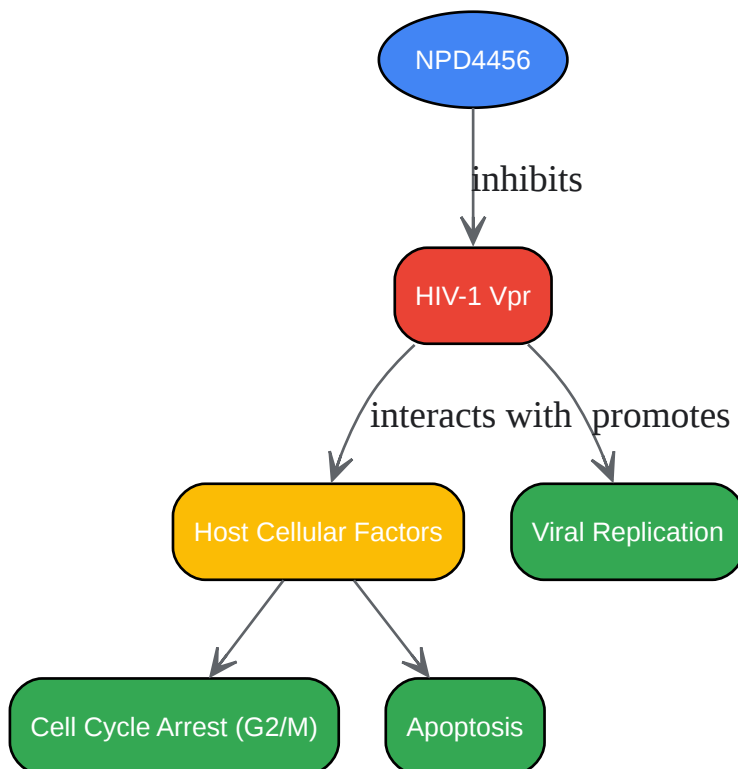 NPD4456
inhibits
HIV-1 Vpr
interacts with
promotes
Host Cellular Factors
Viral Replication
Cell Cycle Arrest (G2/M)
Apoptosis